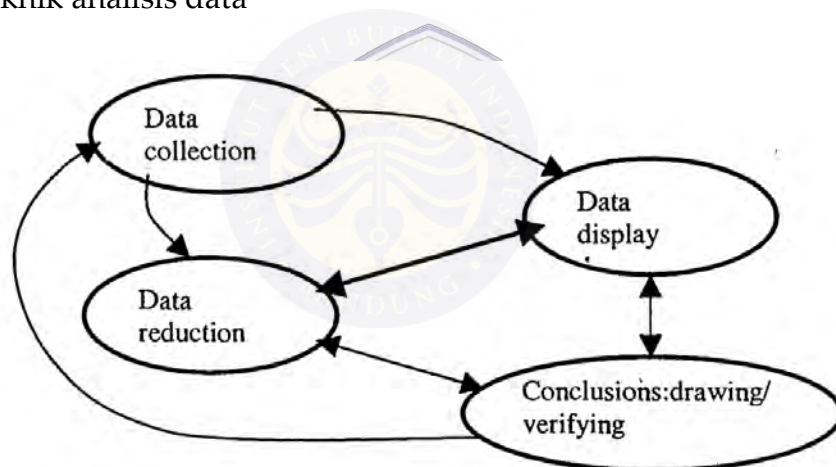 knik analisis data
Data
collection
Data
display
Data
reduction
Conclusions:drawing/
verifying